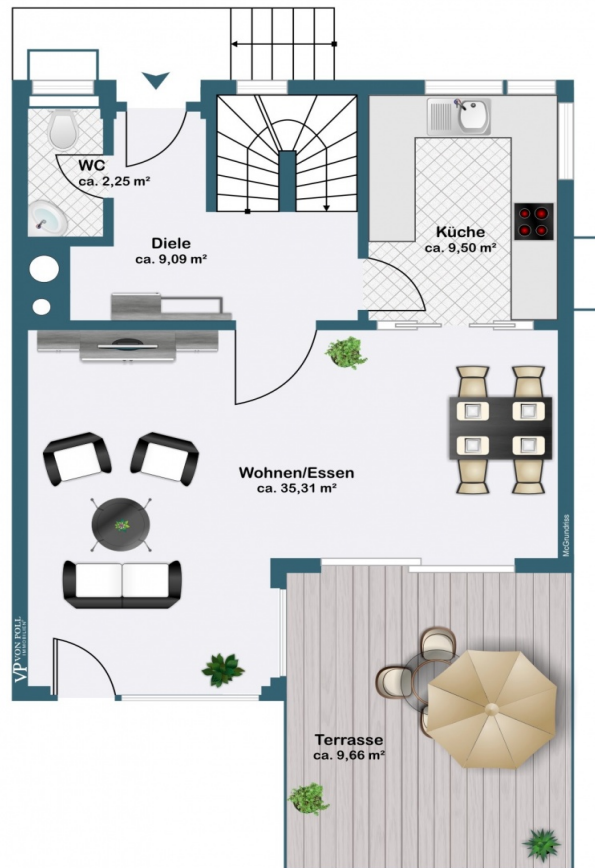 WC
ca. 2,25 m²
Diele
ca. 9,09 m²
Küche
ca. 9,50 m²
Wohnen/Essen
ca. 35,31 m²
McGrundriss
VP VON POLL
IMMOBILIEN
Terrasse
ca. 9,66 m²